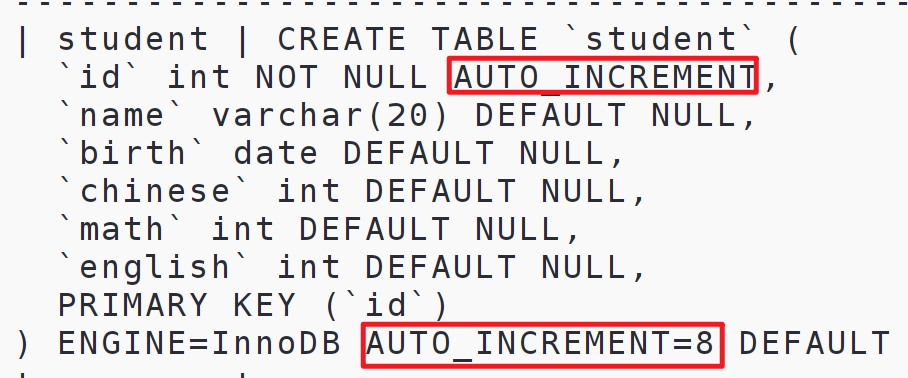 | student | CREATE TABLE `student` (
`id` int NOT NULL AUTO_INCREMENT,
`name` varchar(20) DEFAULT NULL,
`birth` date DEFAULT NULL,
`chinese` int DEFAULT NULL,
`math` int DEFAULT NULL,
`english` int DEFAULT NULL,
PRIMARY KEY (`id`)
) ENGINE=InnoDB AUTO_INCREMENT=8 DEFAULT